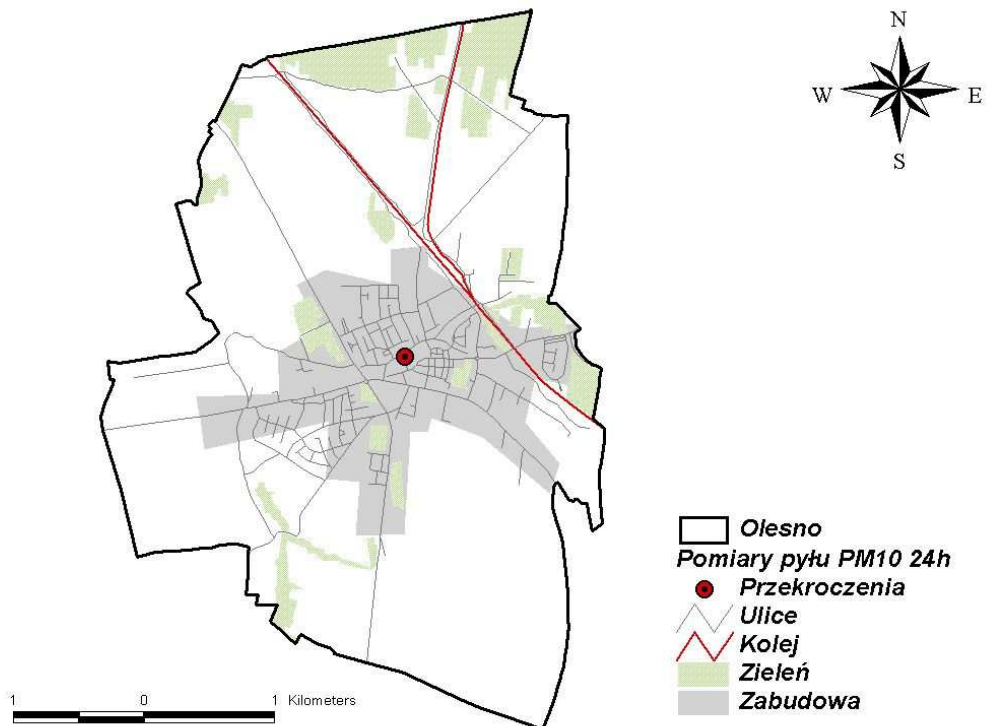 N
W E
S
Olesno
Pomiary pyłu PM10 24h
Przekroczenia
Ulice
Kolej
Zieleń
Zabudowa
1 0 1 Kilometers